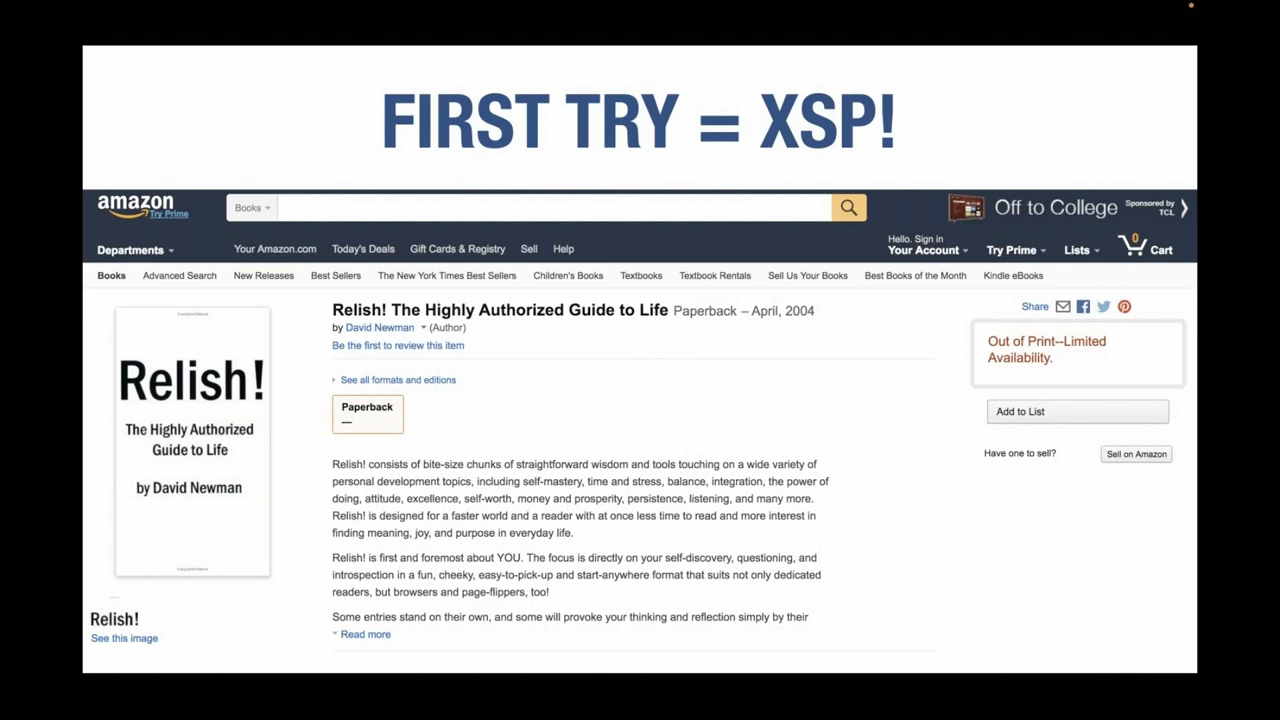 FIRST TRY = XSP!
amazon
Try Prime
Books
Off to College
Sponsored by
TCL
Departments
Your Amazon.com Today's Deals Gift Cards & Registry Sell Help
Hello. Sign in
Your Account
Try Prime
Lists
0
Cart
Books Advanced Search New Releases Best Sellers The New York Times Best Sellers Children's Books Textbooks Textbook Rentals Sell Us Your Books Best Books of the Month Kindle eBooks
Relish!
The Highly Authorized
Guide to Life
by David Newman
Relish!
See this image
Relish! The Highly Authorized Guide to Life Paperback – April, 2004
by David Newman (Author)
Be the first to review this item
See all formats and editions
Paperback
—
Relish! consists of bite-size chunks of straightforward wisdom and tools touching on a wide variety of
personal development topics, including self-mastery, time and stress, balance, integration, the power of
doing, attitude, excellence, self-worth, money and prosperity, persistence, listening, and many more.
Relish! is designed for a faster world and a reader with at once less time to read and more interest in
finding meaning, joy, and purpose in everyday life.
Relish! is first and foremost about YOU. The focus is directly on your self-discovery, questioning, and
introspection in a fun, cheeky, easy-to-pick-up and start-anywhere format that suits not only dedicated
readers, but browsers and page-flippers, too!
Some entries stand on their own, and some will provoke your thinking and reflection simply by their
Read more
Share
Out of Print--Limited
Availability.
Add to List
Have one to sell?
Sell on Amazon